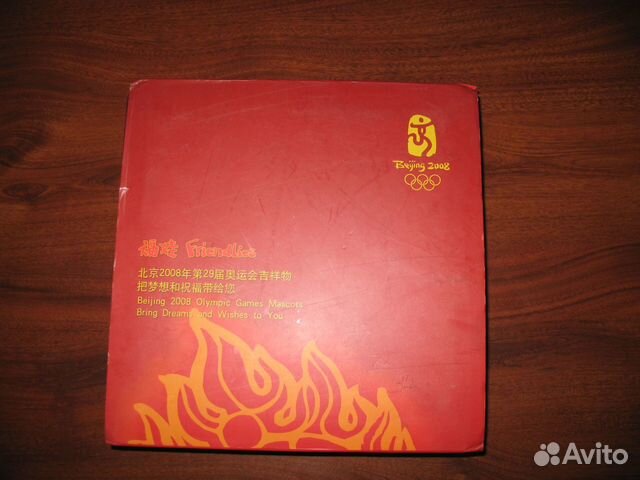 Beijing 2008
福娃 Friendlies
北京2008年第29届奥运会吉祥物
把梦想和祝福带给您
Beijing 2008 Olympic Games Mascots
Bring Dreams and Wishes to You
Avito